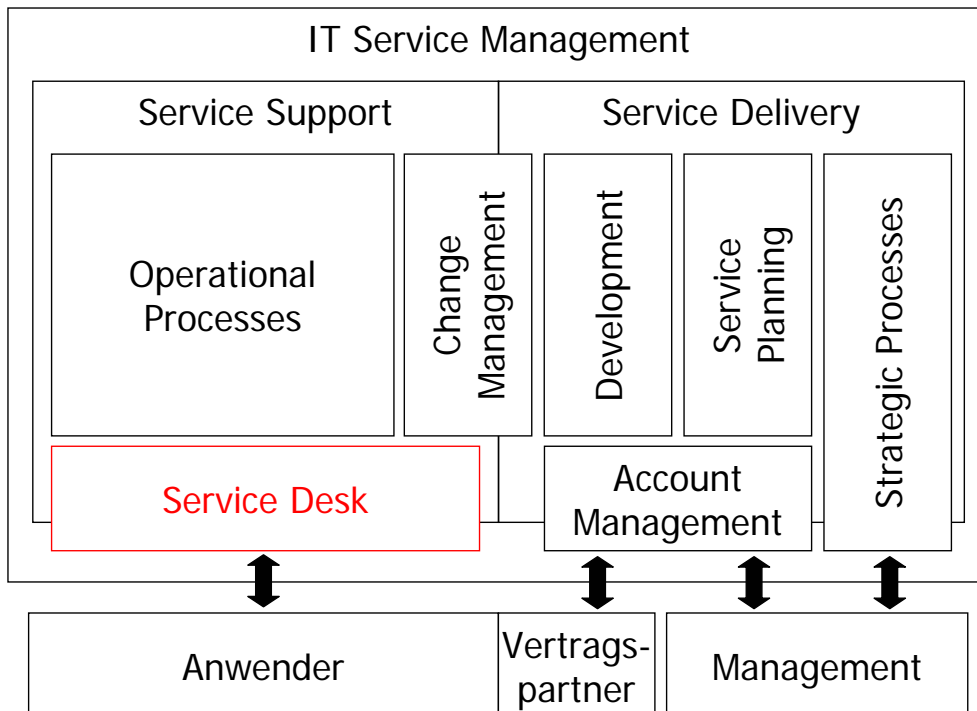 IT Service Management
Service Support
Service Delivery
Operational
Processes
Change
Management
Development
Service
Planning
Strategic Processes
Service Desk
Account
Management
Anwender
Vertrags-
partner
Management